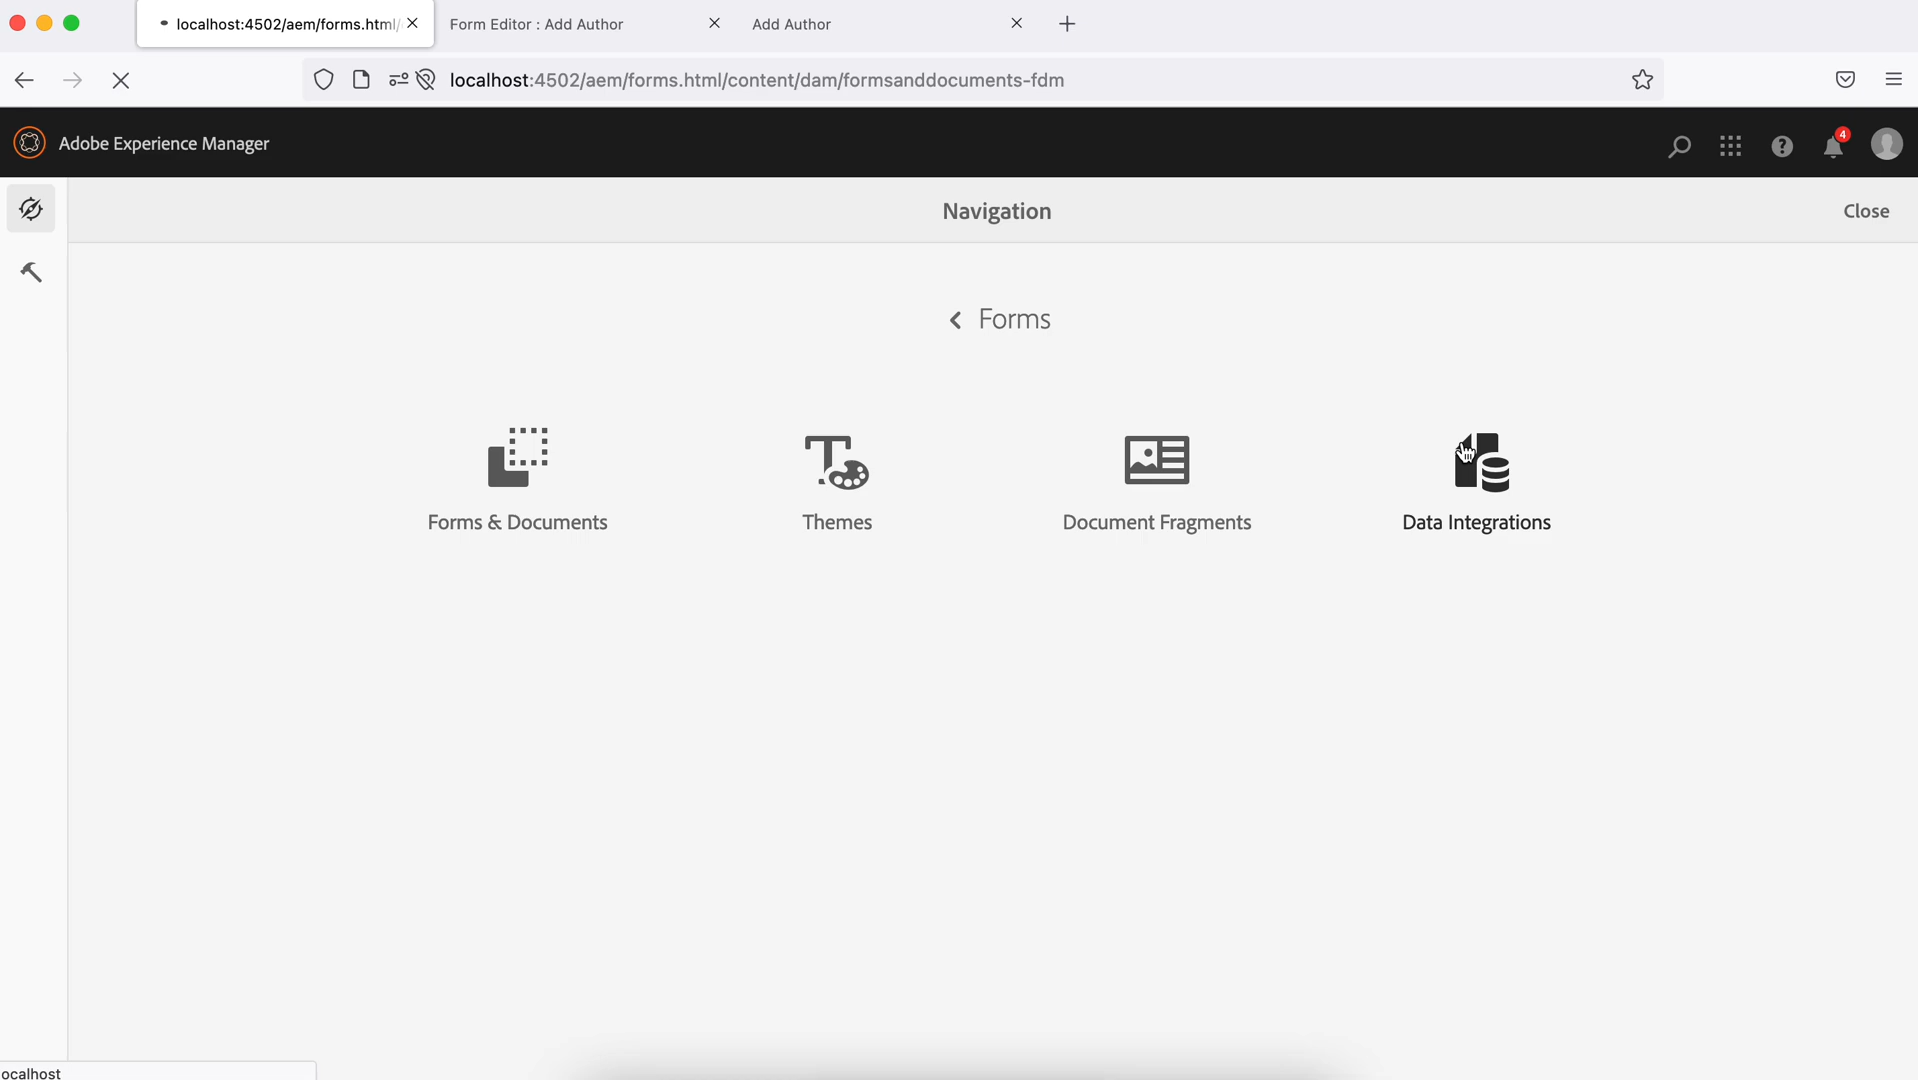 localhost:4502/aem/forms.html/
Form Editor : Add Author
Add Author
localhost:4502/aem/forms.html/content/dam/formsanddocuments-fdm
Adobe Experience Manager
4
Navigation
Close
Forms
Forms & Documents
Themes
Document Fragments
Data Integrations
ocalhost